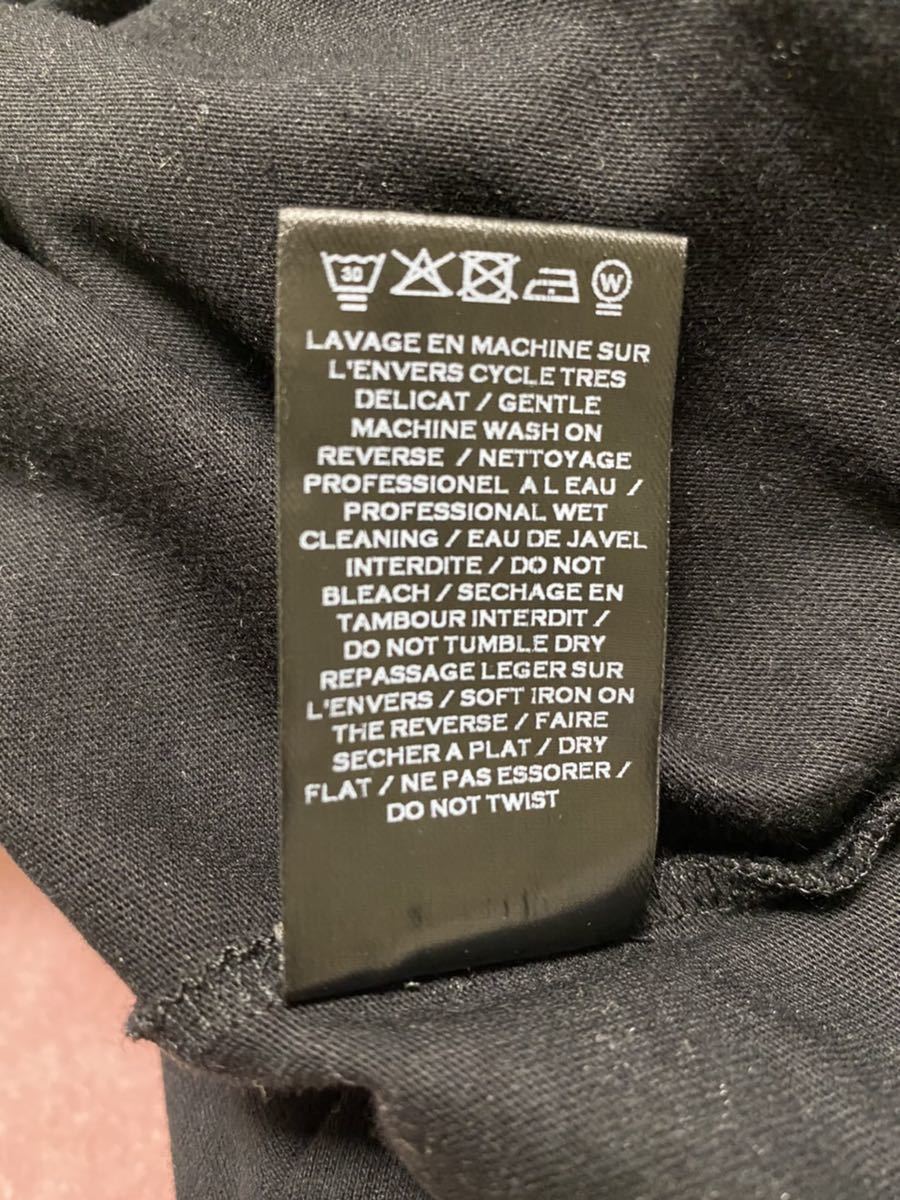 30 W
LAVAGE EN MACHINE SUR
L'ENVERS CYCLE TRES
DELICAT / GENTLE
MACHINE WASH ON
REVERSE / NETTOYAGE
PROFESSIONEL A L EAU /
PROFESSIONAL WET
CLEANING / EAU DE JAVEL
INTERDITE / DO NOT
BLEACH / SECHAGE EN
TAMBOUR INTERDIT /
DO NOT TUMBLE DRY
REPASSAGE LEGER SUR
L'ENVERS / SOFT IRON ON
THE REVERSE / FAIRE
SECHER A PLAT / DRY
FLAT / NE PAS ESSORER /
DO NOT TWIST